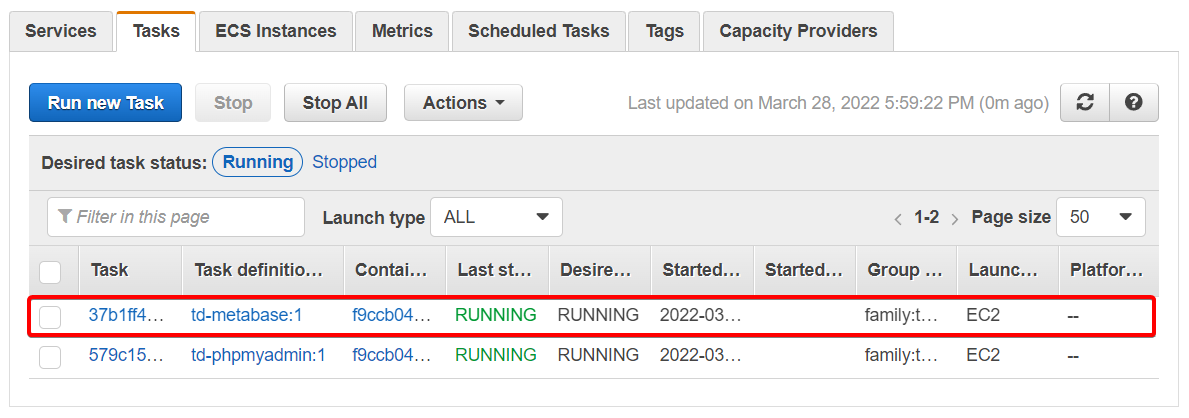 Services Tasks ECS Instances Metrics Scheduled Tasks Tags Capacity Providers
Run new Task Stop Stop All Actions Last updated on March 28, 2022 5:59:22 PM (0m ago)
Desired task status: Running Stopped
Filter in this page Launch type ALL 1-2 Page size 50
Task Task definitio... Contai... Last st... Desire... Started... Started... Group ... Launc... Platfor...
37b1ff4... td-metabase:1 f9ccb04... RUNNING RUNNING 2022-03... family:t... EC2 --
579c15... td-phpmyadmin:1 f9ccb04... RUNNING RUNNING 2022-03... family:t... EC2 --